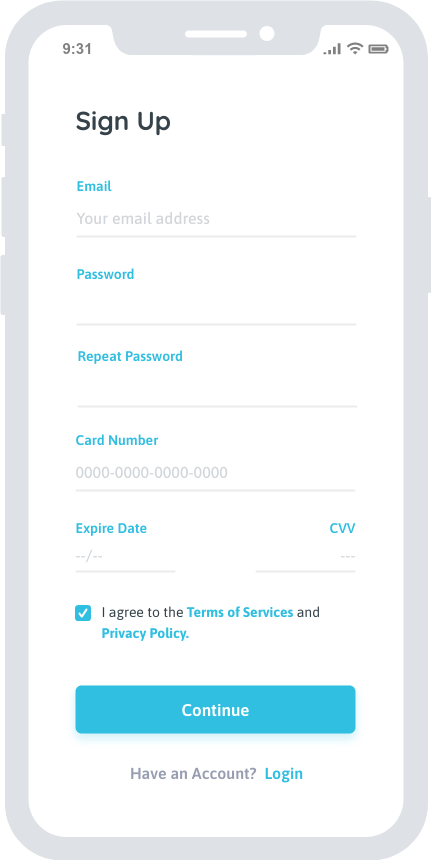 9:31
Sign Up
Email
Your email address
Password
Repeat Password
Card Number
0000-0000-0000-0000
Expire Date CVV
--/-- ---
I agree to the Terms of Services and
Privacy Policy.
Continue
Have an Account? Login